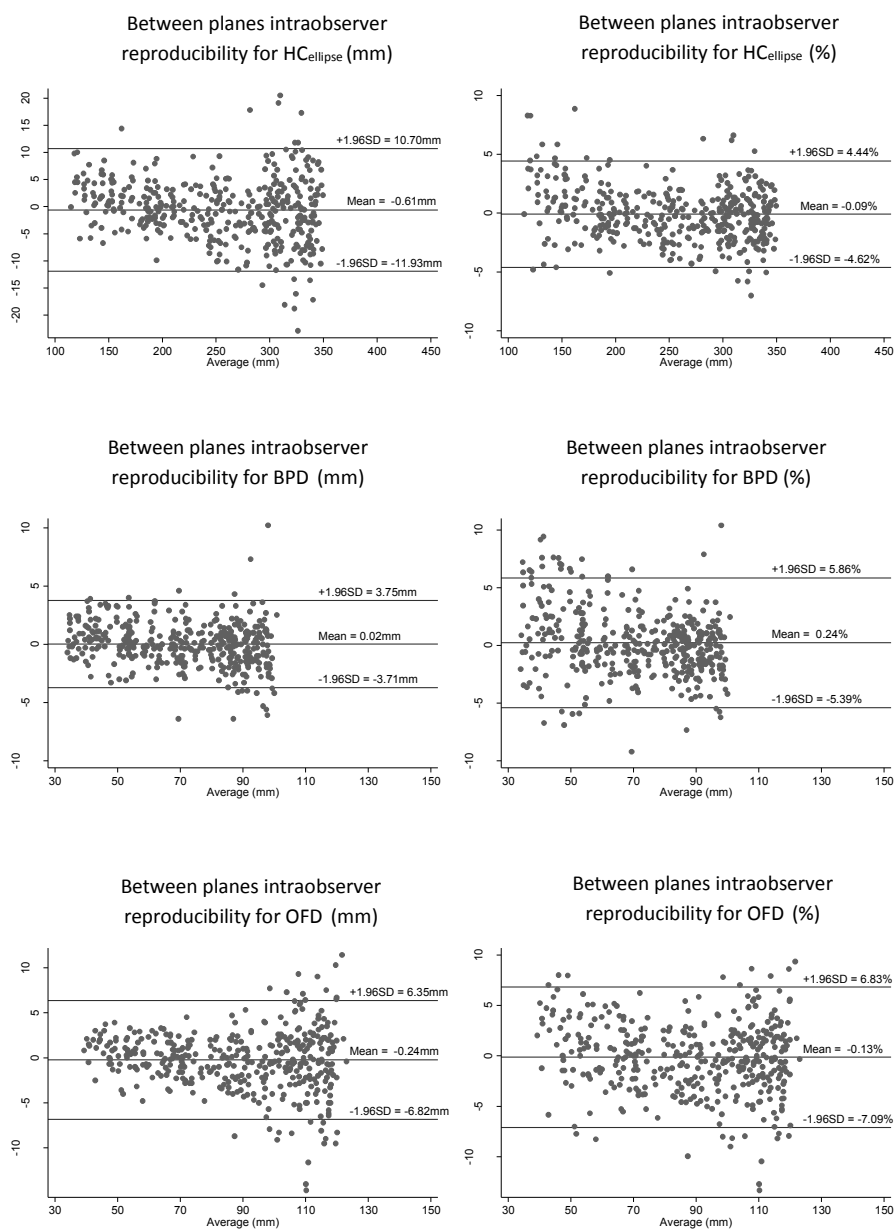 Between planes intraobserver
reproducibility for HCellipse (mm)
20
15
10
5
0
-5
-10
-15
-20
+1.96SD = 10.70mm
Mean = -0.61mm
-1.96SD = -11.93mm
100 150 200 250 300 350 400 450
Average (mm)
Between planes intraobserver
reproducibility for HCellipse (%)
10
5
0
-5
-10
+1.96SD = 4.44%
Mean = -0.09%
-1.96SD = -4.62%
100 150 200 250 300 350 400 450
Average (mm)
Between planes intraobserver
reproducibility for BPD (mm)
10
5
0
-5
-10
+1.96SD = 3.75mm
Mean = 0.02mm
-1.96SD = -3.71mm
30 50 70 90 110 130 150
Average (mm)
Between planes intraobserver
reproducibility for BPD (%)
10
5
0
-5
-10
+1.96SD = 5.86%
Mean = 0.24%
-1.96SD = -5.39%
30 50 70 90 110 130 150
Average (mm)
Between planes intraobserver
reproducibility for OFD (mm)
10
5
0
-5
-10
+1.96SD = 6.35mm
Mean = -0.24mm
-1.96SD = -6.82mm
30 50 70 90 110 130 150
Average (mm)
Between planes intraobserver
reproducibility for OFD (%)
10
5
0
-5
-10
+1.96SD = 6.83%
Mean = -0.13%
-1.96SD = -7.09%
30 50 70 90 110 130 150
Average (mm)